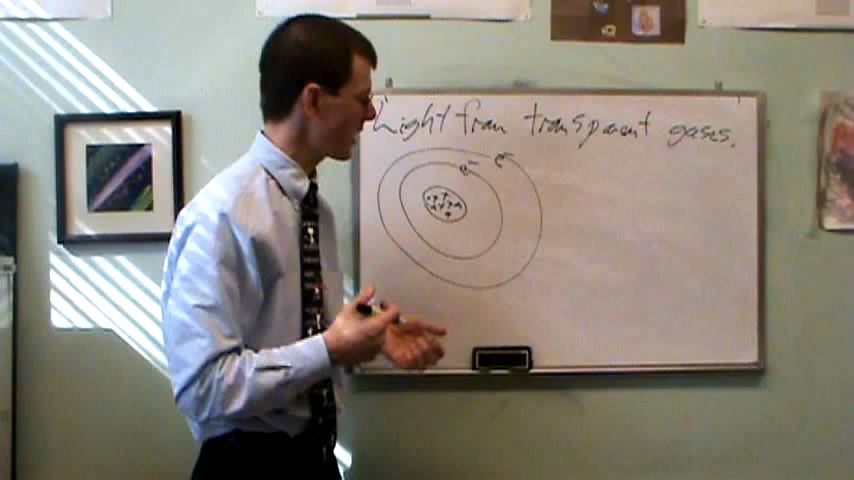 Light from transparent gases.
e-
e-